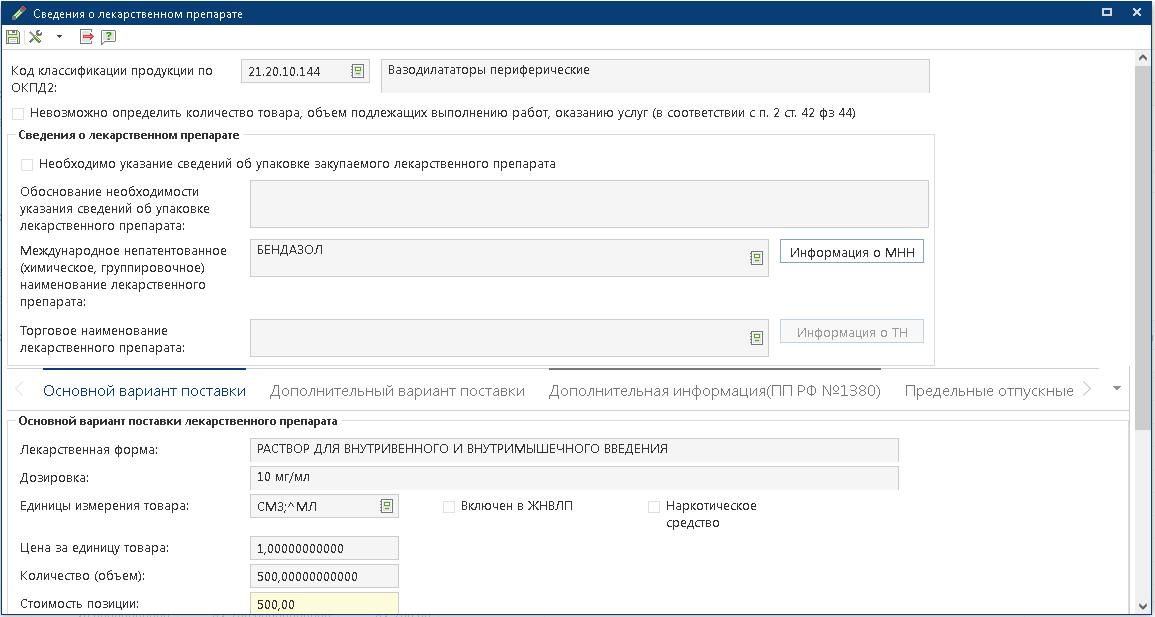 Сведения о лекарственном препарате
Код классификации продукции по
ОКПД2:
21.20.10.144
Вазодилататоры периферические
Невозможно определить количество товара, объем подлежащих выполнению работ, оказанию услуг (в соответствии с п. 2 ст. 42 фз 44)
Сведения о лекарственном препарате
Необходимо указание сведений об упаковке закупаемого лекарственного препарата
Обоснование необходимости
указания сведений об упаковке
лекарственного препарата:
Международное непатентованное
(химическое, группировочное)
наименование лекарственного
препарата:
БЕНДАЗОЛ
Информация о МНН
Торговое наименование
лекарственного препарата:
Информация о ТН
Основной вариант поставки
Дополнительный вариант поставки
Дополнительная информация(ПП РФ №1380)
Предельные отпускные
Основной вариант поставки лекарственного препарата
Лекарственная форма:
РАСТВОР ДЛЯ ВНУТРИВЕННОГО И ВНУТРИМЫШЕЧНОГО ВВЕДЕНИЯ
Дозировка:
10 мг/мл
Единицы измерения товара:
СМ3;^МЛ
Включен в ЖНВЛП
Наркотическое
средство
Цена за единицу товара:
1,00000000000
Количество (объем):
500,00000000000
Стоимость позиции:
500,00